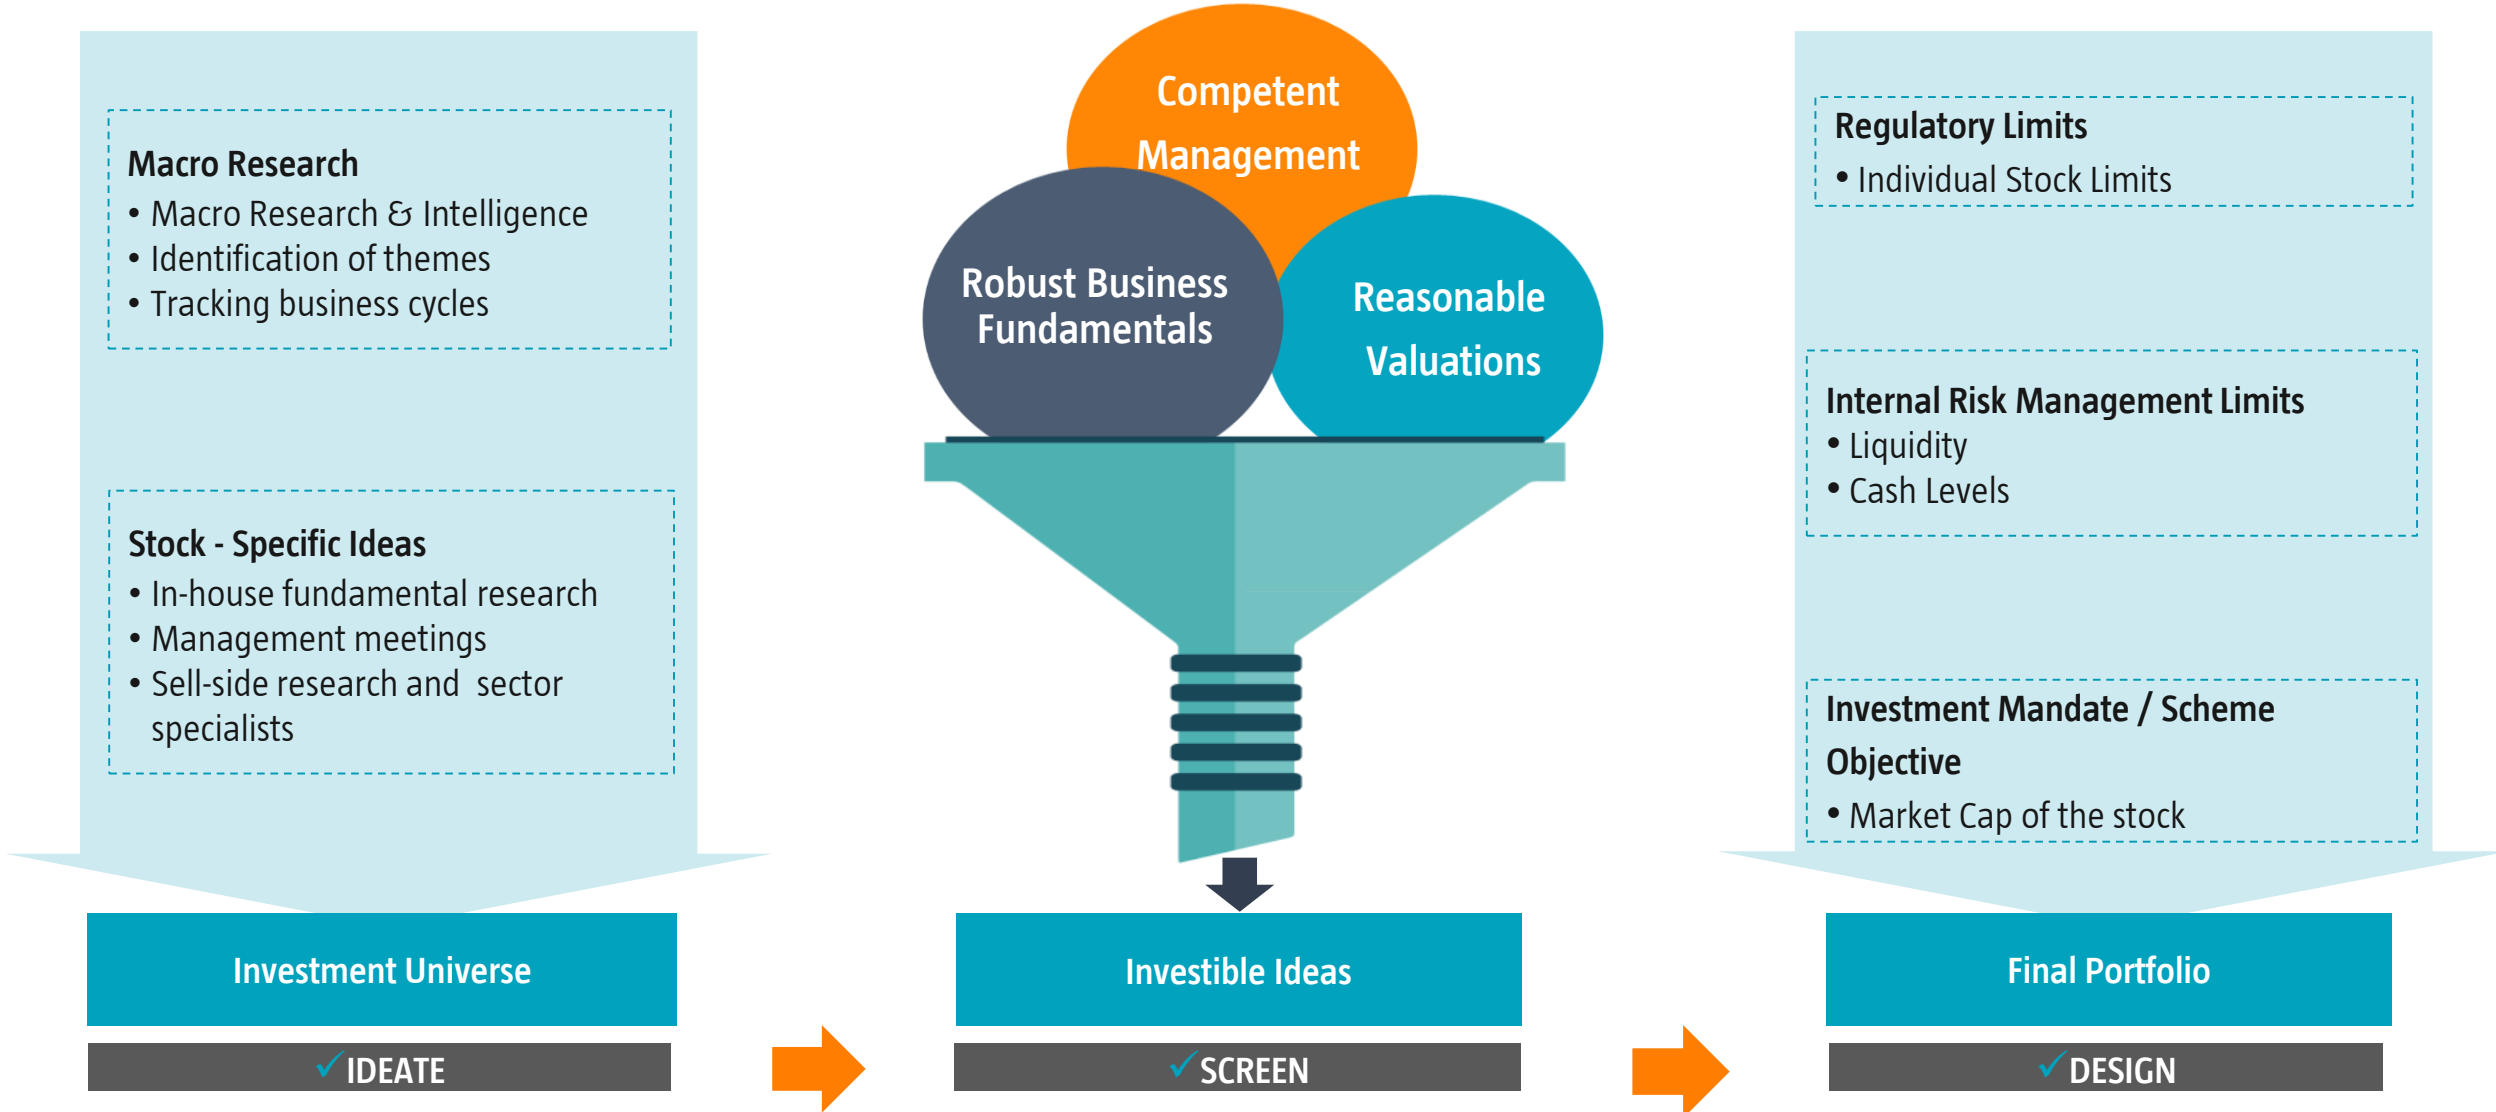 Macro Research
• Macro Research & Intelligence
• Identification of themes
• Tracking business cycles
Stock - Specific Ideas
• In-house fundamental research
• Management meetings
• Sell-side research and sector
specialists
Investment Universe
✓IDEATE
Competent
Management
Robust Business
Fundamentals
Reasonable
Valuations
Investible Ideas
✓SCREEN
Regulatory Limits
• Individual Stock Limits
Internal Risk Management Limits
• Liquidity
• Cash Levels
Investment Mandate / Scheme
Objective
• Market Cap of the stock
Final Portfolio
✓DESIGN